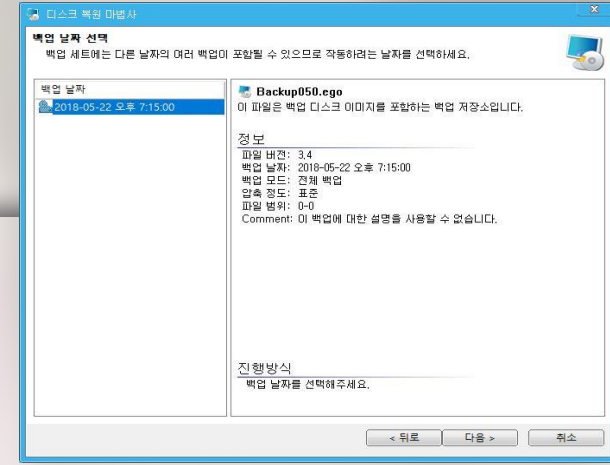 디스크 복원 마법사
백업 날짜 선택
백업 세트에는 다른 날짜의 여러 백업이 포함될 수 있으므로 작동하려는 날짜를 선택하세요.
백업 날짜
2018-05-22 오후 7:15:00
Backup050.ego
이 파일은 백업 디스크 이미지를 포함하는 백업 저장소입니다.
정보
파일 버전: 3,4
백업 날짜: 2018-05-22 오후 7:15:00
백업 모드: 전체 백업
압축 정도: 표준
파일 범위: 0-0
Comment: 이 백업에 대한 설명을 사용할 수 없습니다.
진행방식
백업 날짜를 선택해주세요.
< 뒤로
다음 >
취소